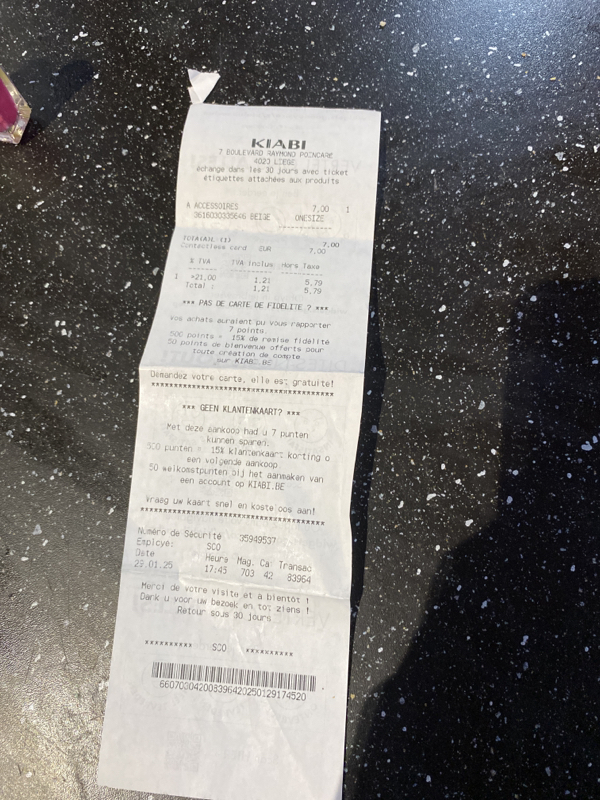 KIABI
7 BOULEVARD RAYMOND POINCARE
4020 LIEGE
échange dans les 30 jours avec ticket
étiquettes attachées aux produits
A ACCESSOIRES 7,00 1
3616030335646 BEIGE ONESIZE
TOTAL(1) 7,00
Contactless card EUR 7,00
% TVA TVA inclus Hors Taxe
1 +21,00 1,21 5,79
Total : 1,21 5,79
*** PAS DE CARTE DE FIDELITE ? ***
Vos achats auraient pu vous rapporter
7 points.
500 points = 15% de remise fidélité
50 points de bienvenue offerts pour
toute création de compte
sur KIABI.BE
Demandez votre carte, elle est gratuite!
****************************************
*** GEEN KLANTENKAART? ***
Met deze aankoop had u 7 punten
kunnen sparen.
500 punten = 15% klantenkaart korting o
een volgende aankoop
50 welkomstpunten bij het aanmaken van
een account op KIABI.BE
Vraag uw kaart snel en kosteloos aan!
****************************************
Numéro de Sécurité 35949537
Employé: SCO
Date Heure Mag. Ca: Transac
29.01.25 17:45 703 42 83964
Merci de votre visite et à bientôt !
Dank u voor uw bezoek en tot ziens !
Retour sous 30 jours
********** SCO **********
66070304200839642025012917 4520